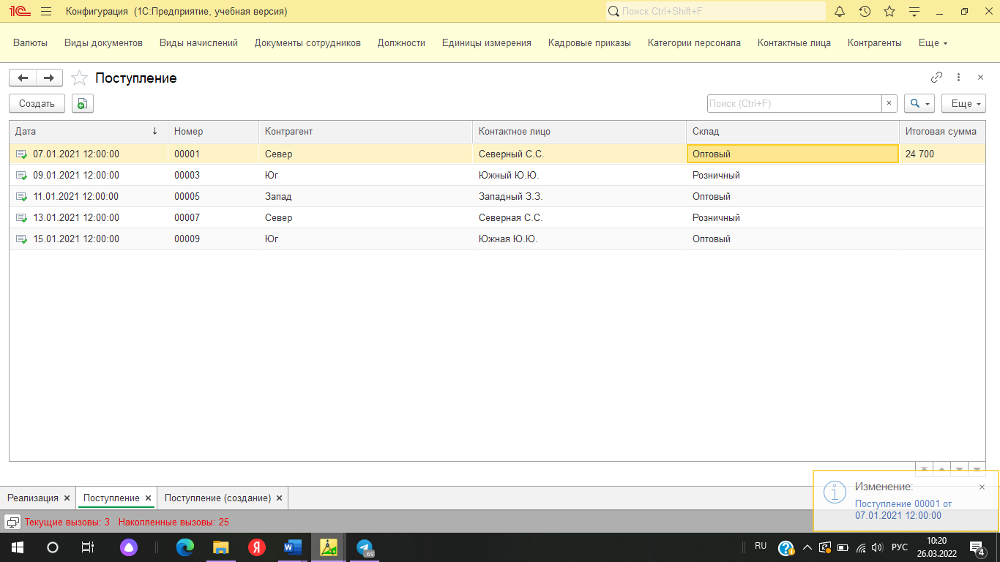 1С Конфигурация (1С:Предприятие, учебная версия) Поиск Ctrl+Shift+F
Валюты Виды документов Виды начислений Документы сотрудников Должности Единицы измерения Кадровые приказы Категории персонала Контактные лица Контрагенты Еще
Поступление
Создать Поиск (Ctrl+F) × Еще
Дата Номер Контрагент Контактное лицо Склад Итоговая сумма
07.01.2021 12:00:00 00001 Север Северный С.С. Оптовый 24 700
09.01.2021 12:00:00 00003 Юг Южный Ю.Ю. Розничный
11.01.2021 12:00:00 00005 Запад Западный З.З. Оптовый
13.01.2021 12:00:00 00007 Север Северная С.С. Розничный
15.01.2021 12:00:00 00009 Юг Южная Ю.Ю. Оптовый
Изменение:
Поступление 00001 от
07.01.2021 12:00:00
Реализация × Поступление × Поступление (создание) ×
Текущие вызовы: 3 Накопленные вызовы: 25
Я W 69 RU РУС 10:20
26.03.2022 4